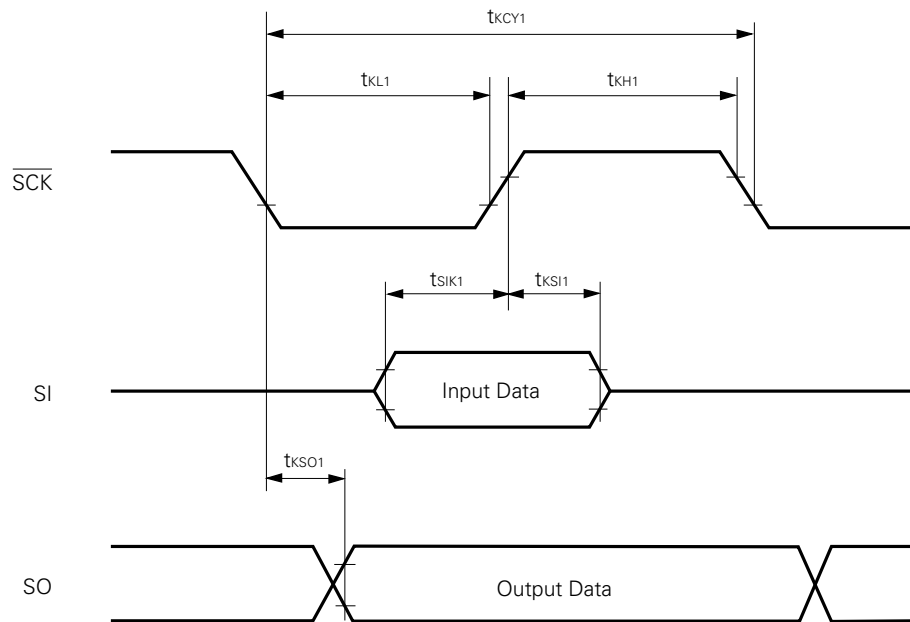 tKCY1
tKL1
tKH1
SCK
tSIK1
tKSI1
SI
Input Data
tKSO1
SO
Output Data